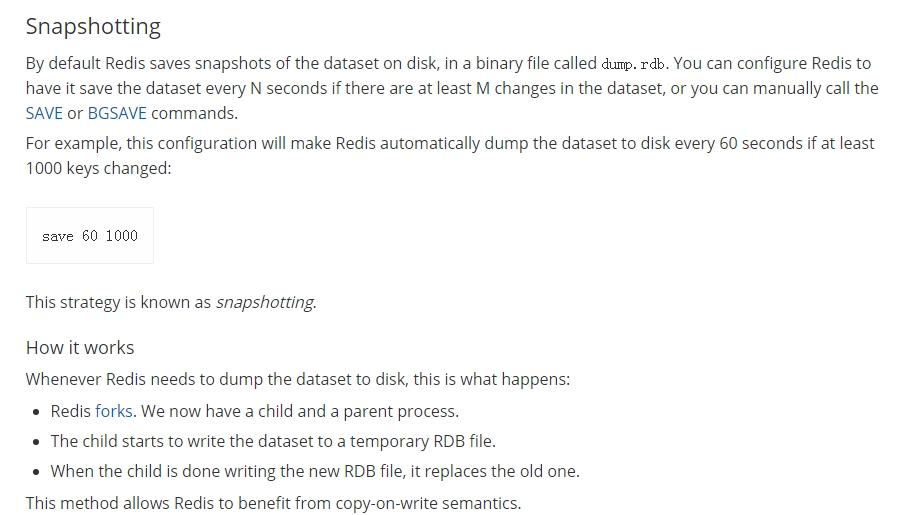 Snapshotting
By default Redis saves snapshots of the dataset on disk, in a binary file called dump.rdb. You can configure Redis to
have it save the dataset every N seconds if there are at least M changes in the dataset, or you can manually call the
SAVE or BGSAVE commands.
For example, this configuration will make Redis automatically dump the dataset to disk every 60 seconds if at least
1000 keys changed:
save 60 1000
This strategy is known as snapshotting.
How it works
Whenever Redis needs to dump the dataset to disk, this is what happens:
• Redis forks. We now have a child and a parent process.
• The child starts to write the dataset to a temporary RDB file.
• When the child is done writing the new RDB file, it replaces the old one.
This method allows Redis to benefit from copy-on-write semantics.